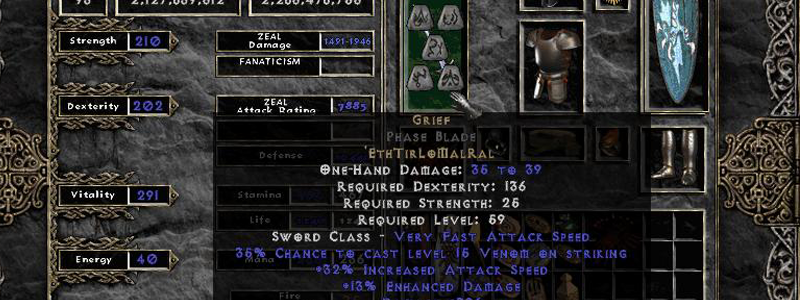 Strength 210
ZEAL
Damage 1491-1946
FANATICISM
Dexterity 202
ZEAL
Attack Rating 7885
GRIEF
PHASE BLADE
'ETHTIRLOMALRAL'
ONE-HAND DAMAGE: 35 TO 39
Defense
REQUIRED DEXTERITY: 136
Vitality 291
Stamina
REQUIRED STRENGTH: 25
Life
REQUIRED LEVEL: 59
SWORD CLASS - VERY FAST ATTACK SPEED
35% CHANCE TO CAST LEVEL 15 VENOM ON STRIKING
Energy 40
Mana
+32% INCREASED ATTACK SPEED
+13% ENHANCED DAMAGE
Fire